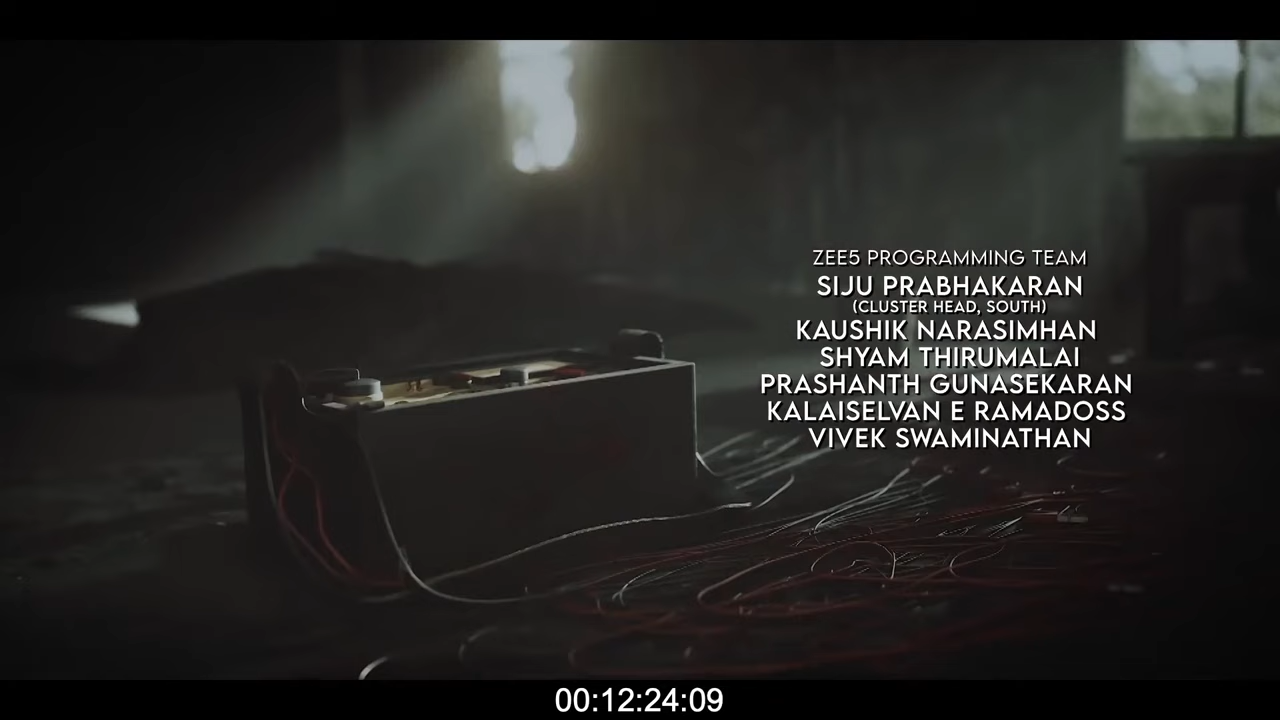 ZEE5 PROGRAMMING TEAM
SIJU PRABHAKARAN
(CLUSTER HEAD, SOUTH)
KAUSHIK NARASIMHAN
SHYAM THIRUMALAI
PRASHANTH GUNASEKARAN
KALAISELVAN E RAMADOSS
VIVEK SWAMINATHAN
00:12:24:09